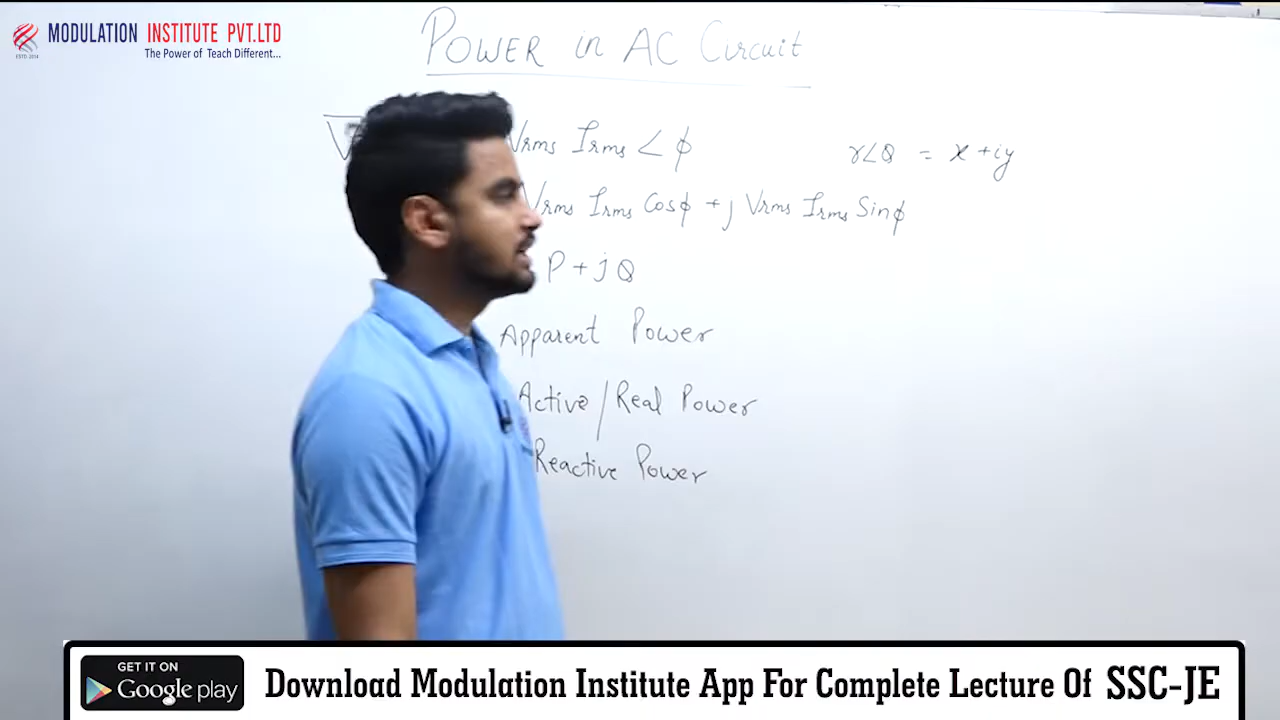 MODULATION INSTITUTE PVT.LTD
The Power of Teach Different...
ESTD. 2014
POWER in AC Circuit
Vrms Irms ∠ ϕ
r∠θ = x + iy
Vrms Irms Cosϕ + j Vrms Irms Sinϕ
P + j Q
Apparent Power
Active / Real Power
Reactive Power
GET IT ON
Google play
Download Modulation Institute App For Complete Lecture Of SSC-JE